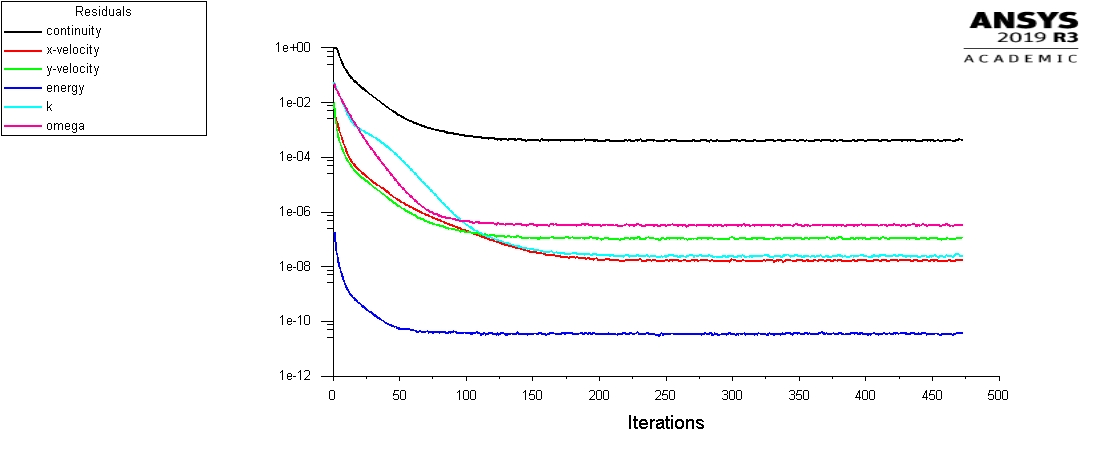 Residuals
continuity
x-velocity
y-velocity
energy
k
omega
ANSYS
2019 R3
ACADEMIC
1e+00
1e-02
1e-04
1e-06
1e-08
1e-10
1e-12
0 50 100 150 200 250 300 350 400 450 500
Iterations